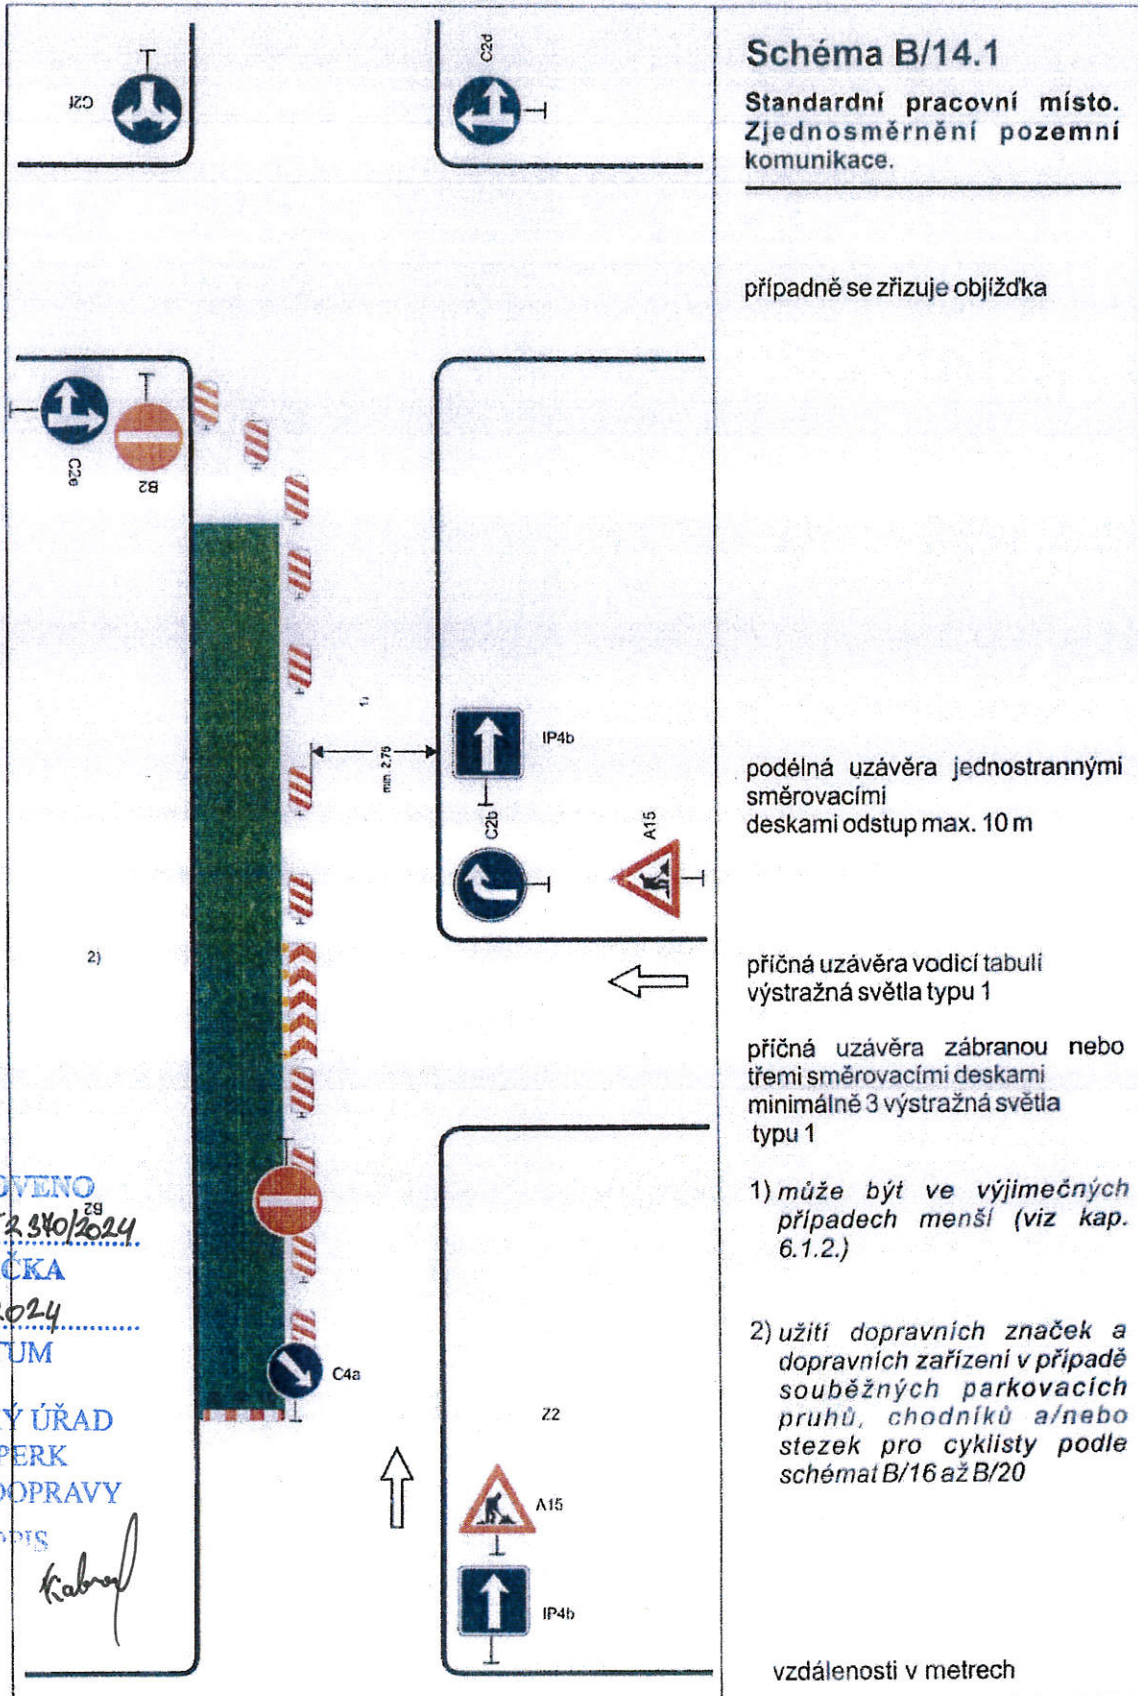 Schéma B/14.1
Standardní pracovní místo.
Zjednosměrnění pozemní
komunikace.
případně se zřizuje objížďka
podélná uzávěra jednostrannými
směrovacími
deskami odstup max. 10 m
příčná uzávěra vodicí tabulí
výstražná světla typu 1
příčná uzávěra zábranou nebo
třemi směrovacími deskami
minimálně 3 výstražná světla
typu 1
1) může být ve výjimečných
případech menší (viz kap.
6.1.2.)
2) užití dopravních značek a
dopravních zařízení v případě
souběžných parkovacích
pruhů, chodníků a/nebo
stezek pro cyklisty podle
schémat B/16 až B/20
vzdálenosti v metrech
C2f
C2d
C2e
B2
1)
min. 2,75
IP4b
C2b
A15
2)
B2
C4a
Z2
A15
IP4b
OVENO
2370/2024
ČKA
2024
TUM
Ý ÚŘAD
PERK
DOPRAVY
PIS